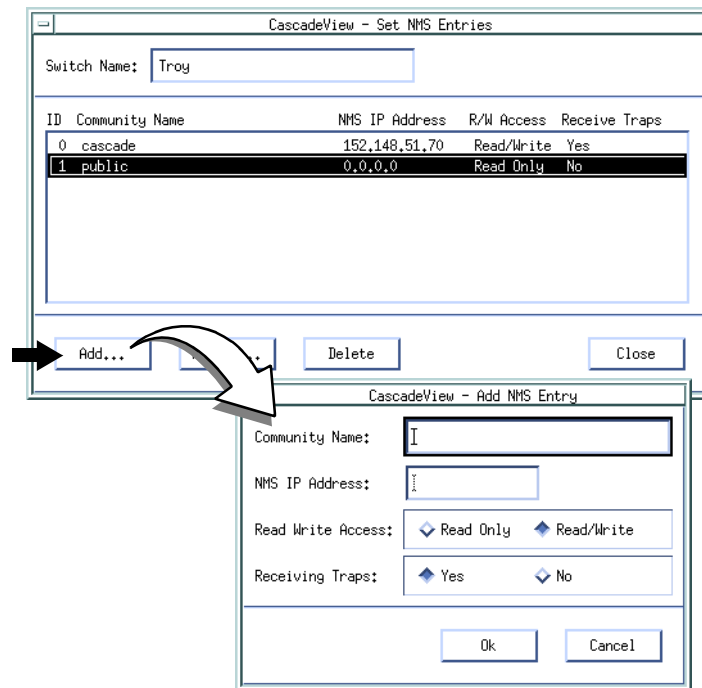 CascadeView - Set NMS Entries
Switch Name: Troy
ID Community Name NMS IP Address R/W Access Receive Traps
0 cascade 152.148.51.70 Read/Write Yes
1 public 0.0.0.0 Read Only No
Add... Delete Close
CascadeView - Add NMS Entry
Community Name:
NMS IP Address:
Read Write Access: Read Only Read/Write
Receiving Traps: Yes No
Ok Cancel